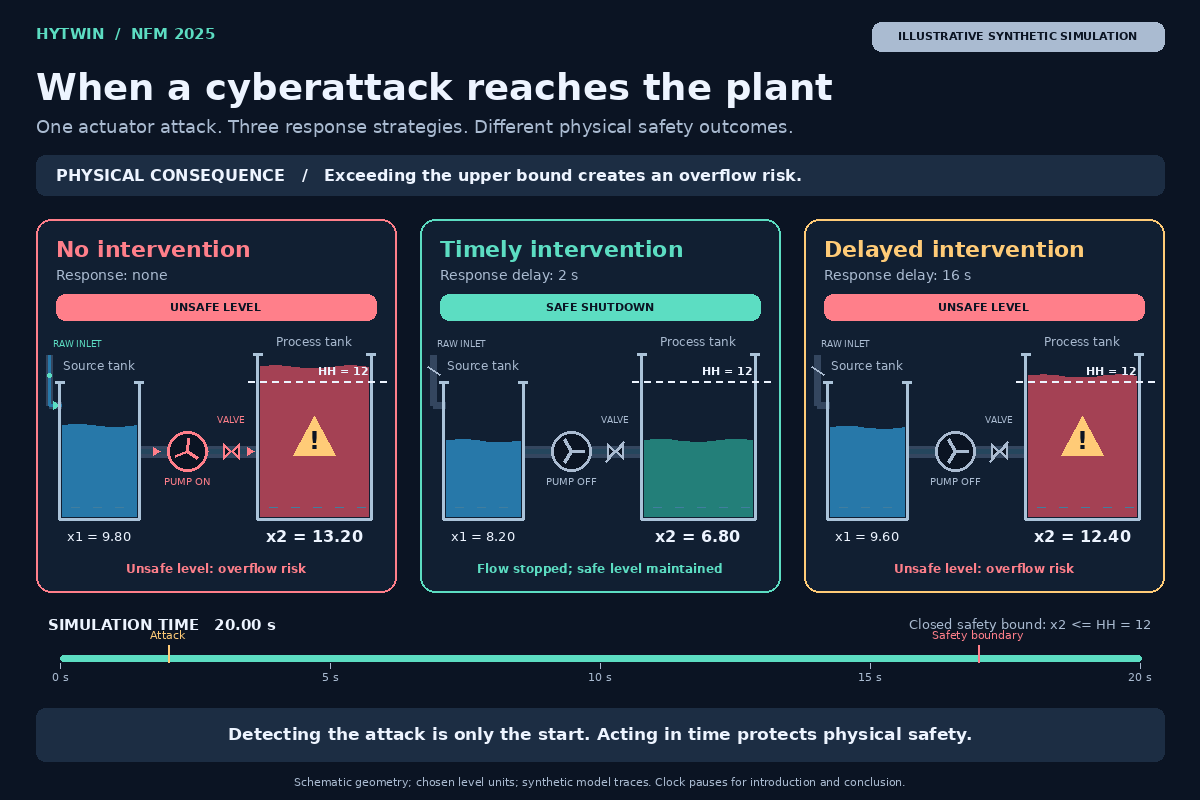 HYTWIN / NFM 2025
ILLUSTRATIVE SYNTHETIC SIMULATION
When a cyberattack reaches the plant
One actuator attack. Three response strategies. Different physical safety outcomes.
PHYSICAL CONSEQUENCE / Exceeding the upper bound creates an overflow risk.
No intervention
Response: none
UNSAFE LEVEL
RAW INLET
Process tank
Source tank
HH = 12
VALVE
!
PUMP ON
x1 = 9.80
x2 = 13.20
Unsafe level: overflow risk
Timely intervention
Response delay: 2 s
SAFE SHUTDOWN
RAW INLET
Process tank
Source tank
HH = 12
VALVE
PUMP OFF
x1 = 8.20
x2 = 6.80
Flow stopped; safe level maintained
Delayed intervention
Response delay: 16 s
UNSAFE LEVEL
RAW INLET
Process tank
Source tank
HH = 12
VALVE
!
PUMP OFF
x1 = 9.60
x2 = 12.40
Unsafe level: overflow risk
SIMULATION TIME 20.00 s
Closed safety bound: x2 <= HH = 12
Attack
Safety boundary
0 s
5 s
10 s
15 s
20 s
Detecting the attack is only the start. Acting in time protects physical safety.
Schematic geometry; chosen level units; synthetic model traces. Clock pauses for introduction and conclusion.